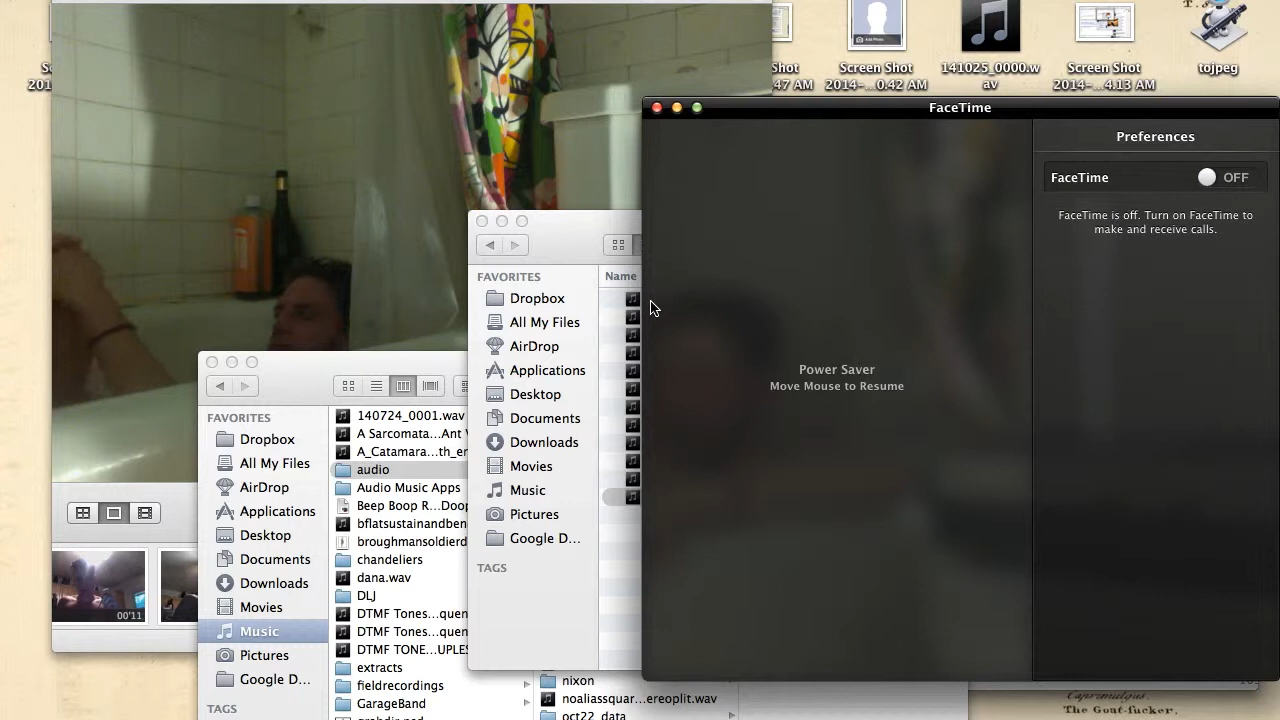 Screen Shot
2014-...0.42 AM
141025_0000.w
av
Screen Shot
2014-...4.13 AM
tojpeg
Shot
47 AM
FaceTime
Preferences
FaceTime
OFF
FaceTime is off. Turn on FaceTime to
make and receive calls.
Power Saver
Move Mouse to Resume
FAVORITES
Dropbox
All My Files
AirDrop
Applications
Desktop
Documents
Downloads
Movies
Music
Pictures
Google D...
TAGS
Name
FAVORITES
Dropbox
All My Files
AirDrop
Applications
Desktop
Documents
Downloads
Movies
Music
Pictures
Google D...
TAGS
140724_0001.wav
A Sarcomata...Ant V
A_Catamara...th_er
audio
Audio Music Apps
Beep Boop R...Doop
bflatsustainandben
broughmansoldierd
chandeliers
dana.wav
DLJ
DTMF Tones...quen
DTMF Tones...quen
DTMF TONE...UPLES
extracts
fieldrecordings
GarageBand
nixon
noaliassquar...ereoplit.wav
oct22_data
00'11
Caprimulgus.
The Goat-fucker,